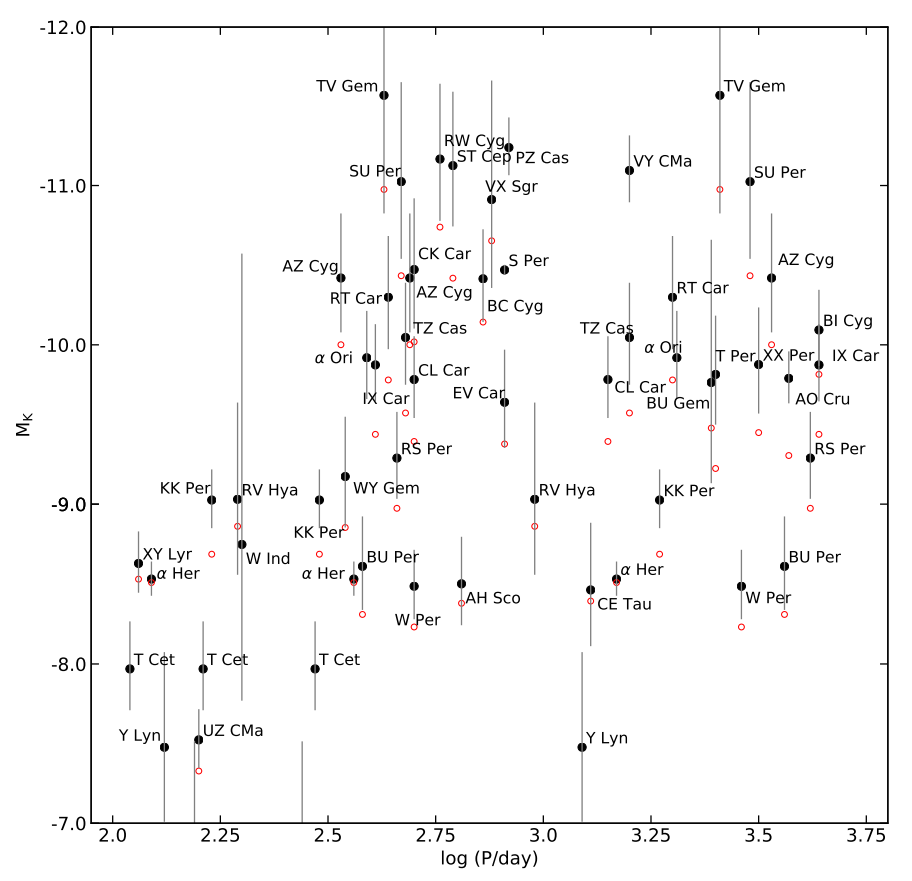 -12.0
TV Gem
TV Gem
RW Cyg
ST Cep
PZ Cas
VY CMa
SU Per
SU Per
VX Sgr
-11.0
CK Car
S Per
AZ Cyg
AZ Cyg
RT Car
AZ Cyg
RT Car
BC Cyg
TZ Cas
TZ Cas
BI Cyg
-10.0
α Ori
α Ori
T Per
XX Per
IX Car
CL Car
CL Car
IX Car
EV Car
BU Gem
AO Cru
RS Per
RS Per
MK
KK Per
RV Hya
WY Gem
RV Hya
KK Per
-9.0
KK Per
XY Lyr
W Ind
BU Per
BU Per
α Her
α Her
α Her
AH Sco
CE Tau
W Per
W Per
-8.0
T Cet
T Cet
T Cet
Y Lyn
UZ CMa
Y Lyn
-7.0
2.0
2.25
2.5
2.75
3.0
3.25
3.5
3.75
log (P/day)